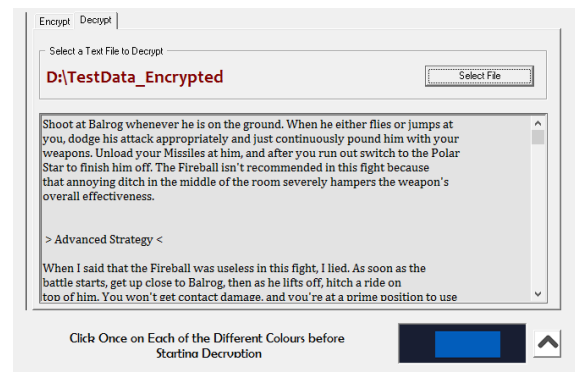 Encrypt Decrypt
Select a Text File to Decrypt
D:\TestData_Encrypted
Select File
Shoot at Balrog whenever he is on the ground. When he either flies or jumps at
you, dodge his attack appropriately and just continuously pound him with your
weapons. Unload your Missiles at him, and after you run out switch to the Polar
Star to finish him off. The Fireball isn't recommended in this fight because
that annoying ditch in the middle of the room severely hampers the weapon's
overall effectiveness.
> Advanced Strategy <
When I said that the Fireball was useless in this fight, I lied. As soon as the
battle starts, get up close to Balrog, then as he lifts off, hitch a ride on
top of him. You won't get contact damage, and you're at a prime position to use
Click Once on Each of the Different Colours before
Starting Decryption